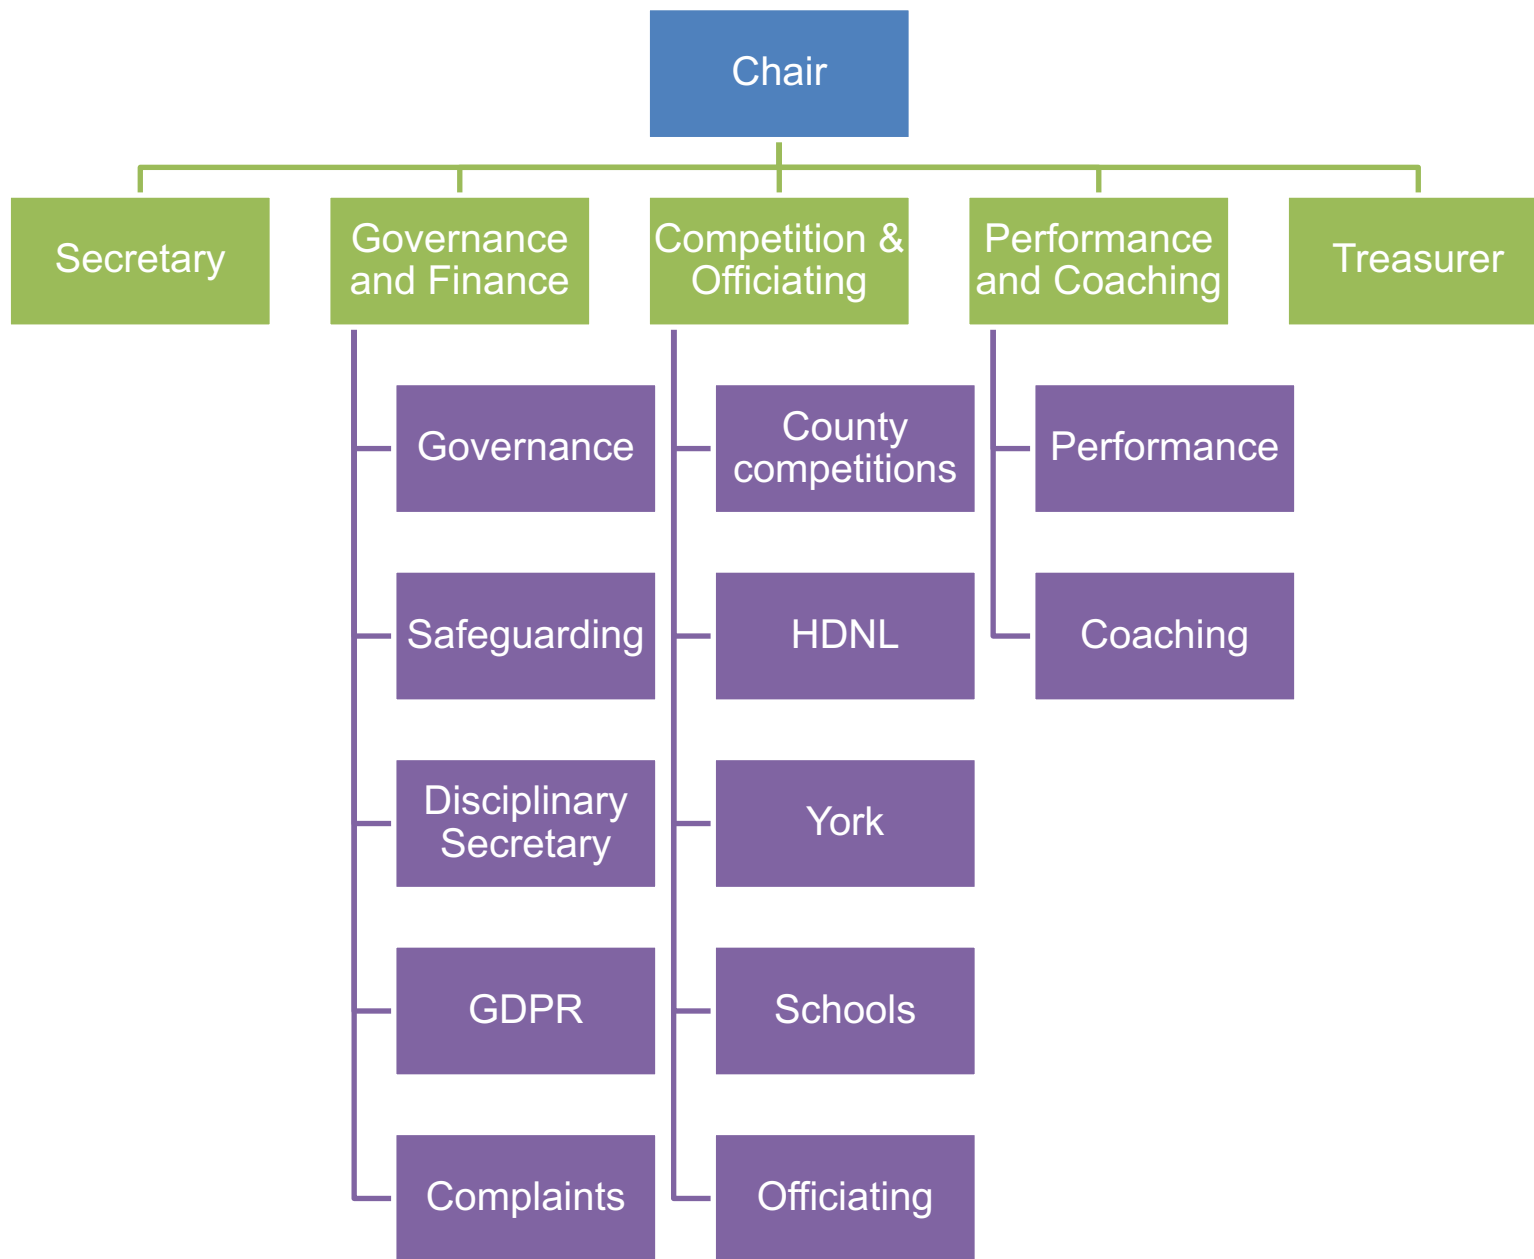 Chair
Secretary
Governance
and Finance
Competition &
Officiating
Performance
and Coaching
Treasurer
Governance
Safeguarding
Disciplinary
Secretary
GDPR
Complaints
County
competitions
HDNL
York
Schools
Officiating
Performance
Coaching